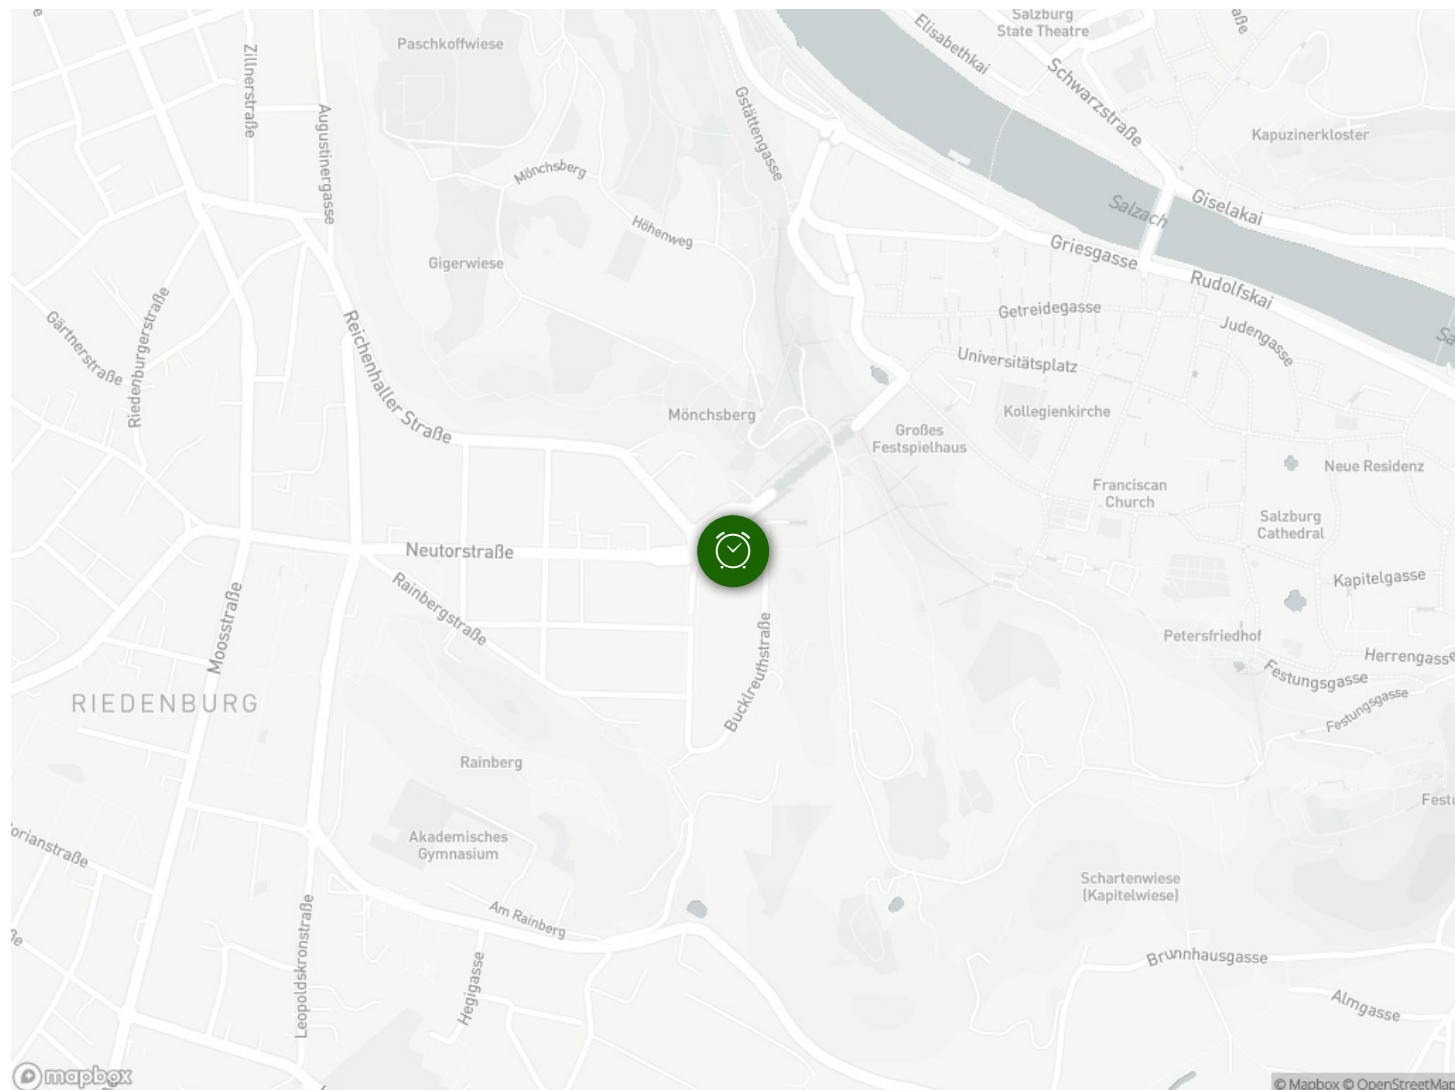 Salzburg
State Theatre
Elisabethkai
Paschkoffwiese
Zillnerstraße
Schwarzstraße
Gstättengasse
Augustinergasse
Kapuzinerkloster
Mönchsberg
Salzach
Giselakai
Höhenweg
Griesgasse
Gigerwiese
Rudolfskai
Getreidegasse
Judengasse
Riedenburgerstraße
Gärtnerstraße
Reichenhaller Straße
Universitätsplatz
Mönchsberg
Kollegienkirche
Großes
Festspielhaus
Neue Residenz
Franciscan
Church
Salzburg
Cathedral
Neutorstraße
Kapitelgasse
Rainbergstraße
Moosstraße
Petersfriedhof
Herrengasse
Bucklreuthstraße
Festungsgasse
RIEDENBURG
Festungsgasse
Rainberg
Festu
orianstraße
Akademisches
Gymnasium
Schartenwiese
(Kapitelwiese)
Am Rainberg
Leopoldskronstraße
Brunnhausgasse
Hegigasse
Almgasse
mapbox
© Mapbox © OpenStreetMap